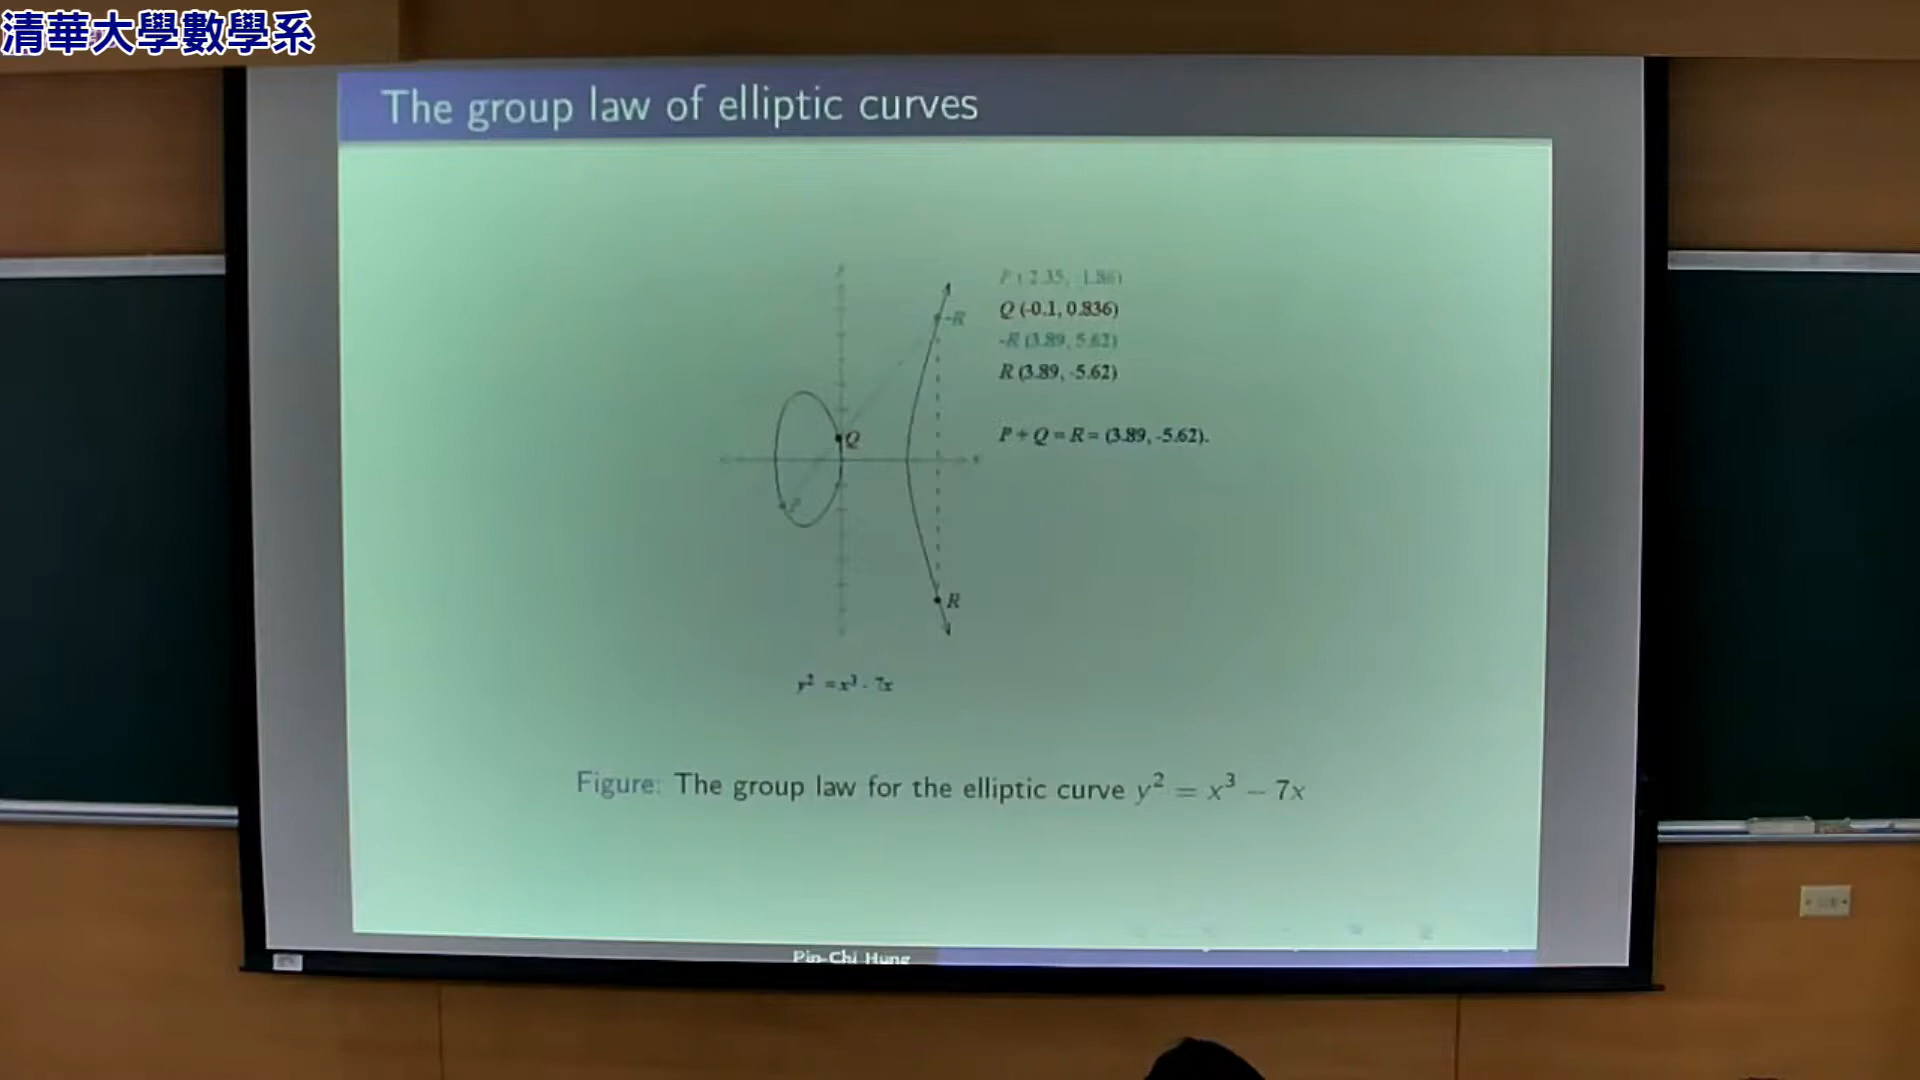 清華大學數學系
The group law of elliptic curves
y
P (-2.35, -1.86)
-R
Q (-0.1, 0.836)
-R (3.89, 5.62)
R (3.89, -5.62)
Q
P + Q = R = (3.89, -5.62).
x
P
R
y² = x³ - 7x
Figure: The group law for the elliptic curve y² = x³ − 7x
Pin-Chi Hung